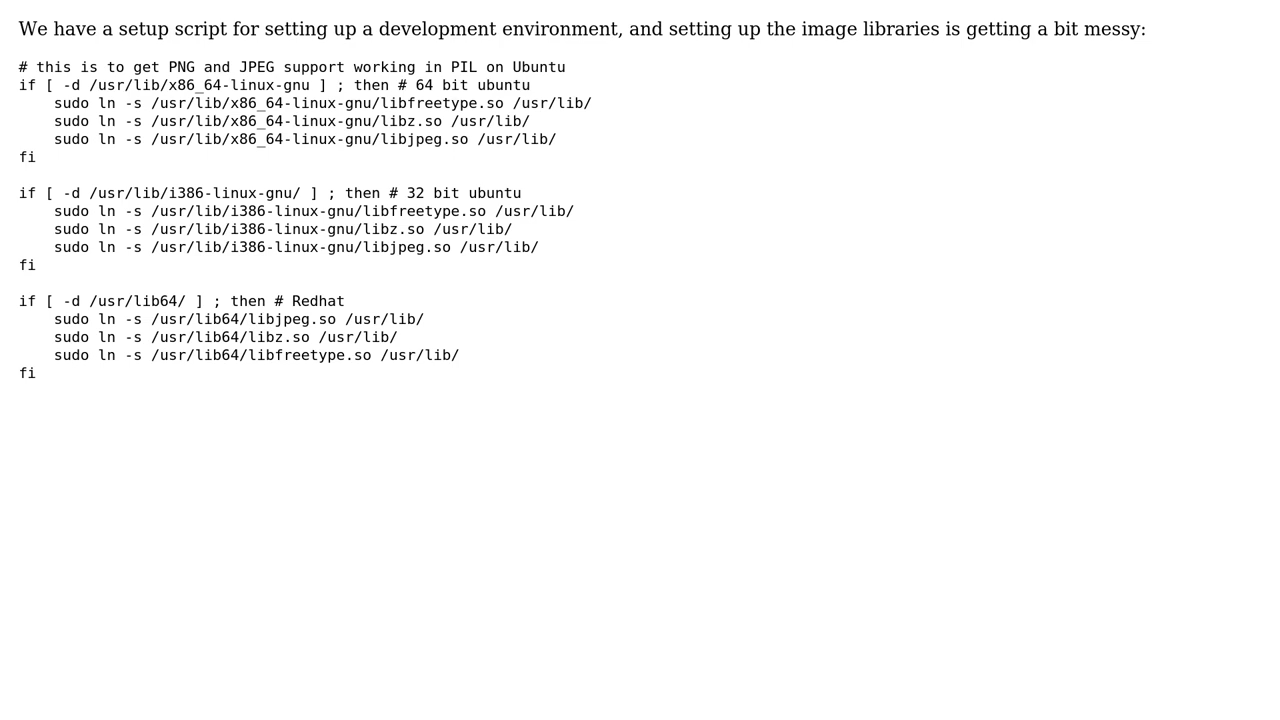 We have a setup script for setting up a development environment, and setting up the image libraries is getting a bit messy:
# this is to get PNG and JPEG support working in PIL on Ubuntu
if [ -d /usr/lib/x86_64-linux-gnu ] ; then # 64 bit ubuntu
    sudo ln -s /usr/lib/x86_64-linux-gnu/libfreetype.so /usr/lib/
    sudo ln -s /usr/lib/x86_64-linux-gnu/libz.so /usr/lib/
    sudo ln -s /usr/lib/x86_64-linux-gnu/libjpeg.so /usr/lib/
fi

if [ -d /usr/lib/i386-linux-gnu/ ] ; then # 32 bit ubuntu
    sudo ln -s /usr/lib/i386-linux-gnu/libfreetype.so /usr/lib/
    sudo ln -s /usr/lib/i386-linux-gnu/libz.so /usr/lib/
    sudo ln -s /usr/lib/i386-linux-gnu/libjpeg.so /usr/lib/
fi

if [ -d /usr/lib64/ ] ; then # Redhat
    sudo ln -s /usr/lib64/libjpeg.so /usr/lib/
    sudo ln -s /usr/lib64/libz.so /usr/lib/
    sudo ln -s /usr/lib64/libfreetype.so /usr/lib/
fi